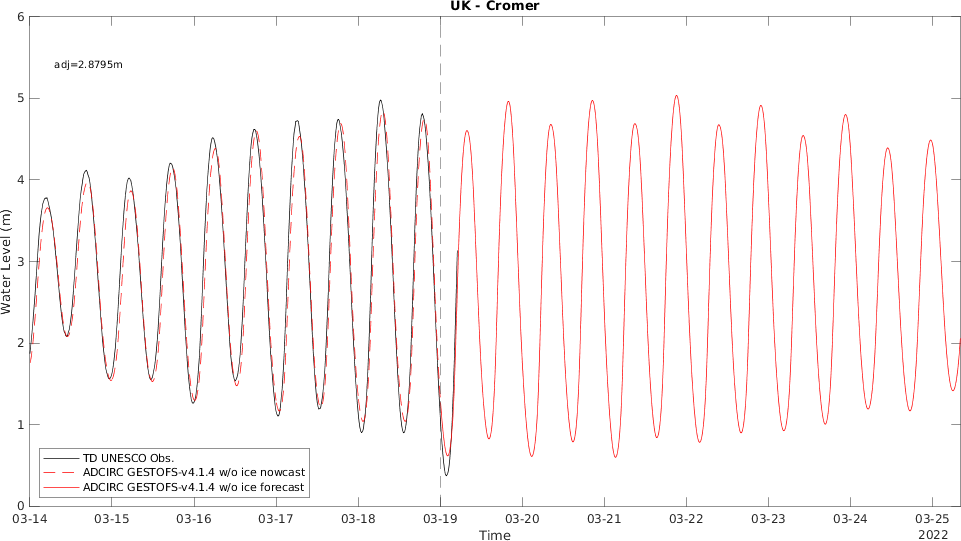 UK - Cromer
6
5
4
3
2
1
0
adj=2.8795m
Water Level (m)
TD UNESCO Obs.
ADCIRC GESTOFS-v4.1.4 w/o ice nowcast
ADCIRC GESTOFS-v4.1.4 w/o ice forecast
03-14 03-15 03-16 03-17 03-18 03-19 03-20 03-21 03-22 03-23 03-24 03-25
Time
2022